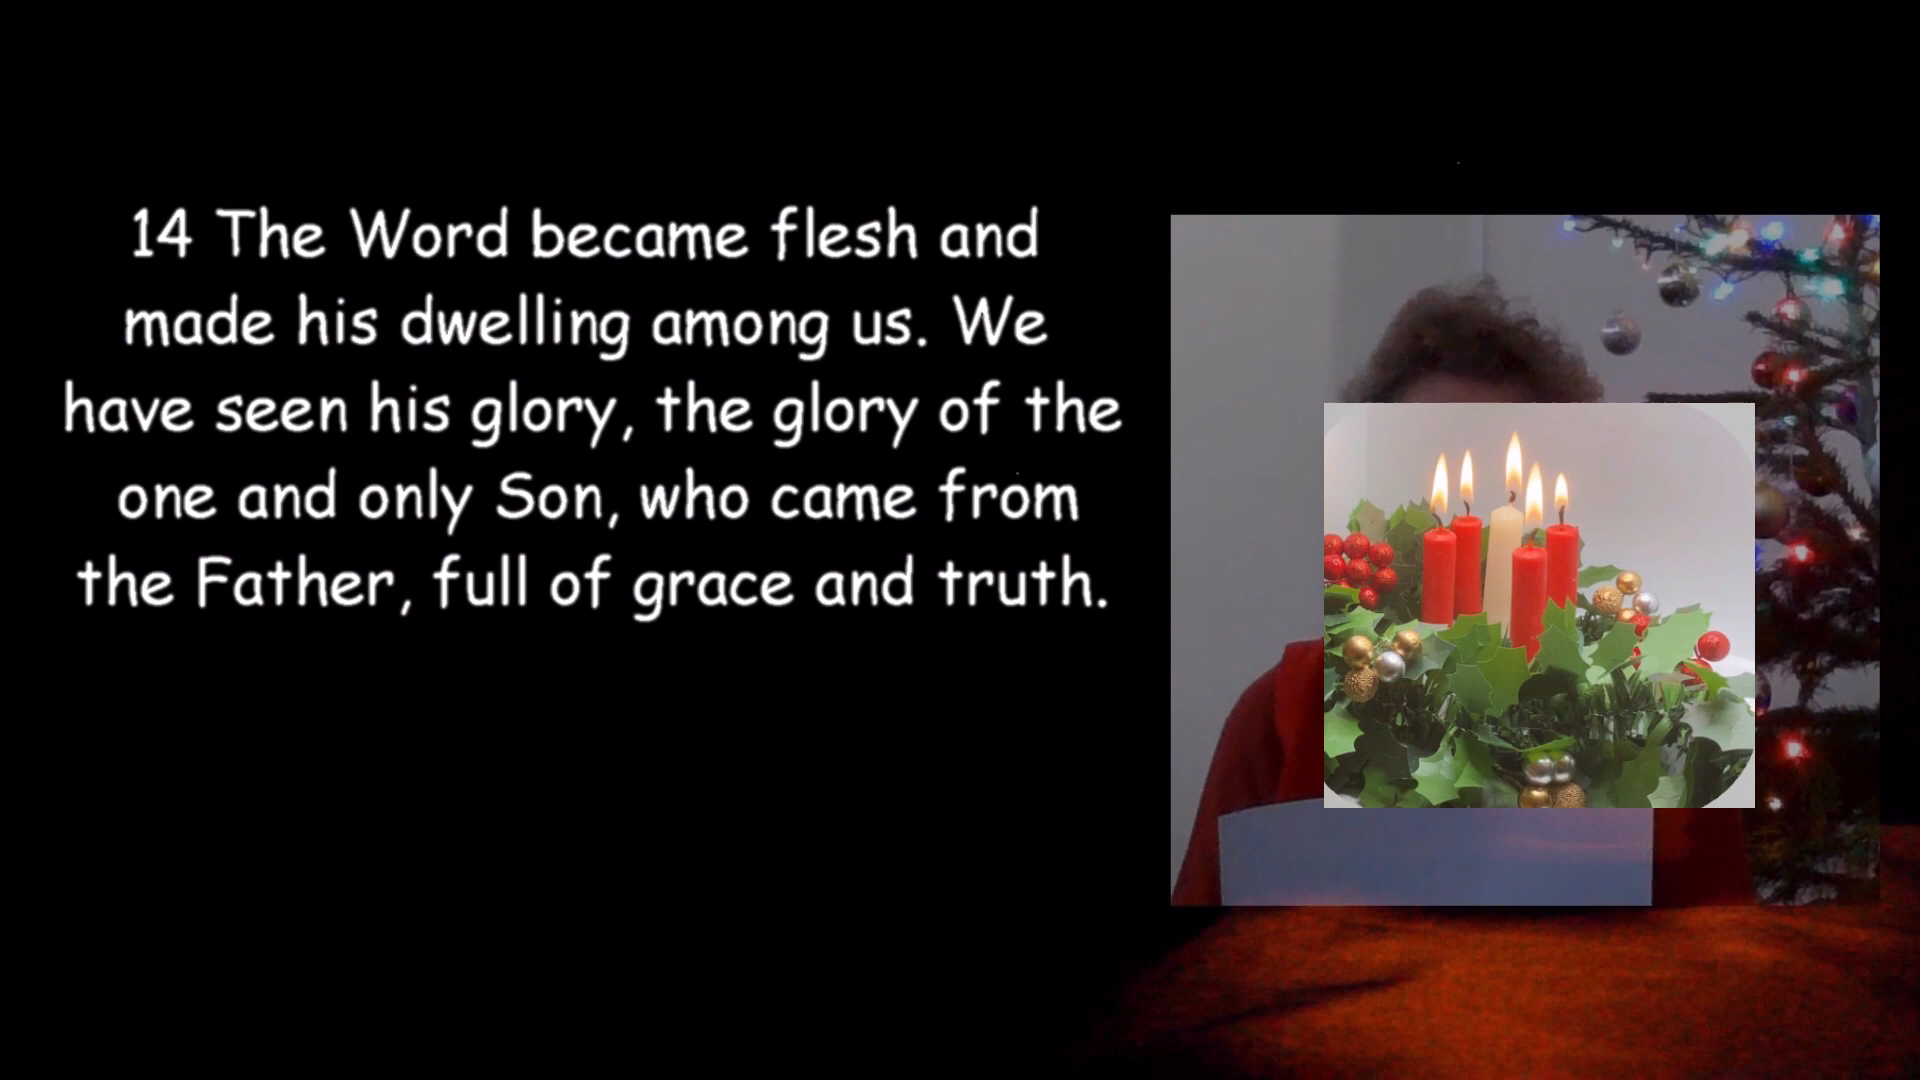 14 The Word became flesh and
made his dwelling among us. We
have seen his glory, the glory of the
one and only Son, who came from
the Father, full of grace and truth.